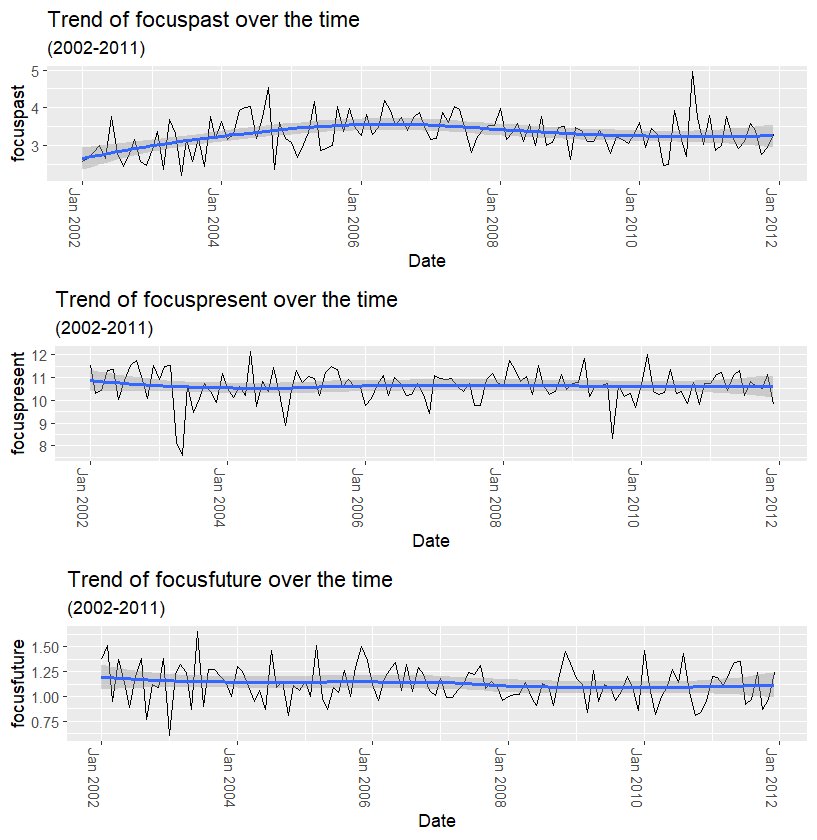 Trend of focuspast over the time
(2002-2011)
focuspast
5
4
3
Jan 2002
Jan 2004
Jan 2006
Jan 2008
Jan 2010
Jan 2012
Date
Trend of focuspresent over the time
(2002-2011)
focuspresent
12
11
10
9
8
Jan 2002
Jan 2004
Jan 2006
Jan 2008
Jan 2010
Jan 2012
Date
Trend of focusfuture over the time
(2002-2011)
focusfuture
1.50
1.25
1.00
0.75
Jan 2002
Jan 2004
Jan 2006
Jan 2008
Jan 2010
Jan 2012
Date